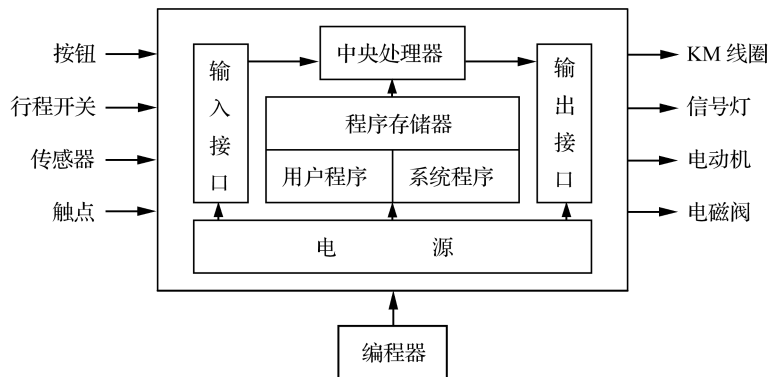 按钮
行程开关
传感器
触点
输入接口
中央处理器
程序存储器
用户程序
系统程序
输出接口
电源
KM 线圈
信号灯
电动机
电磁阀
编程器